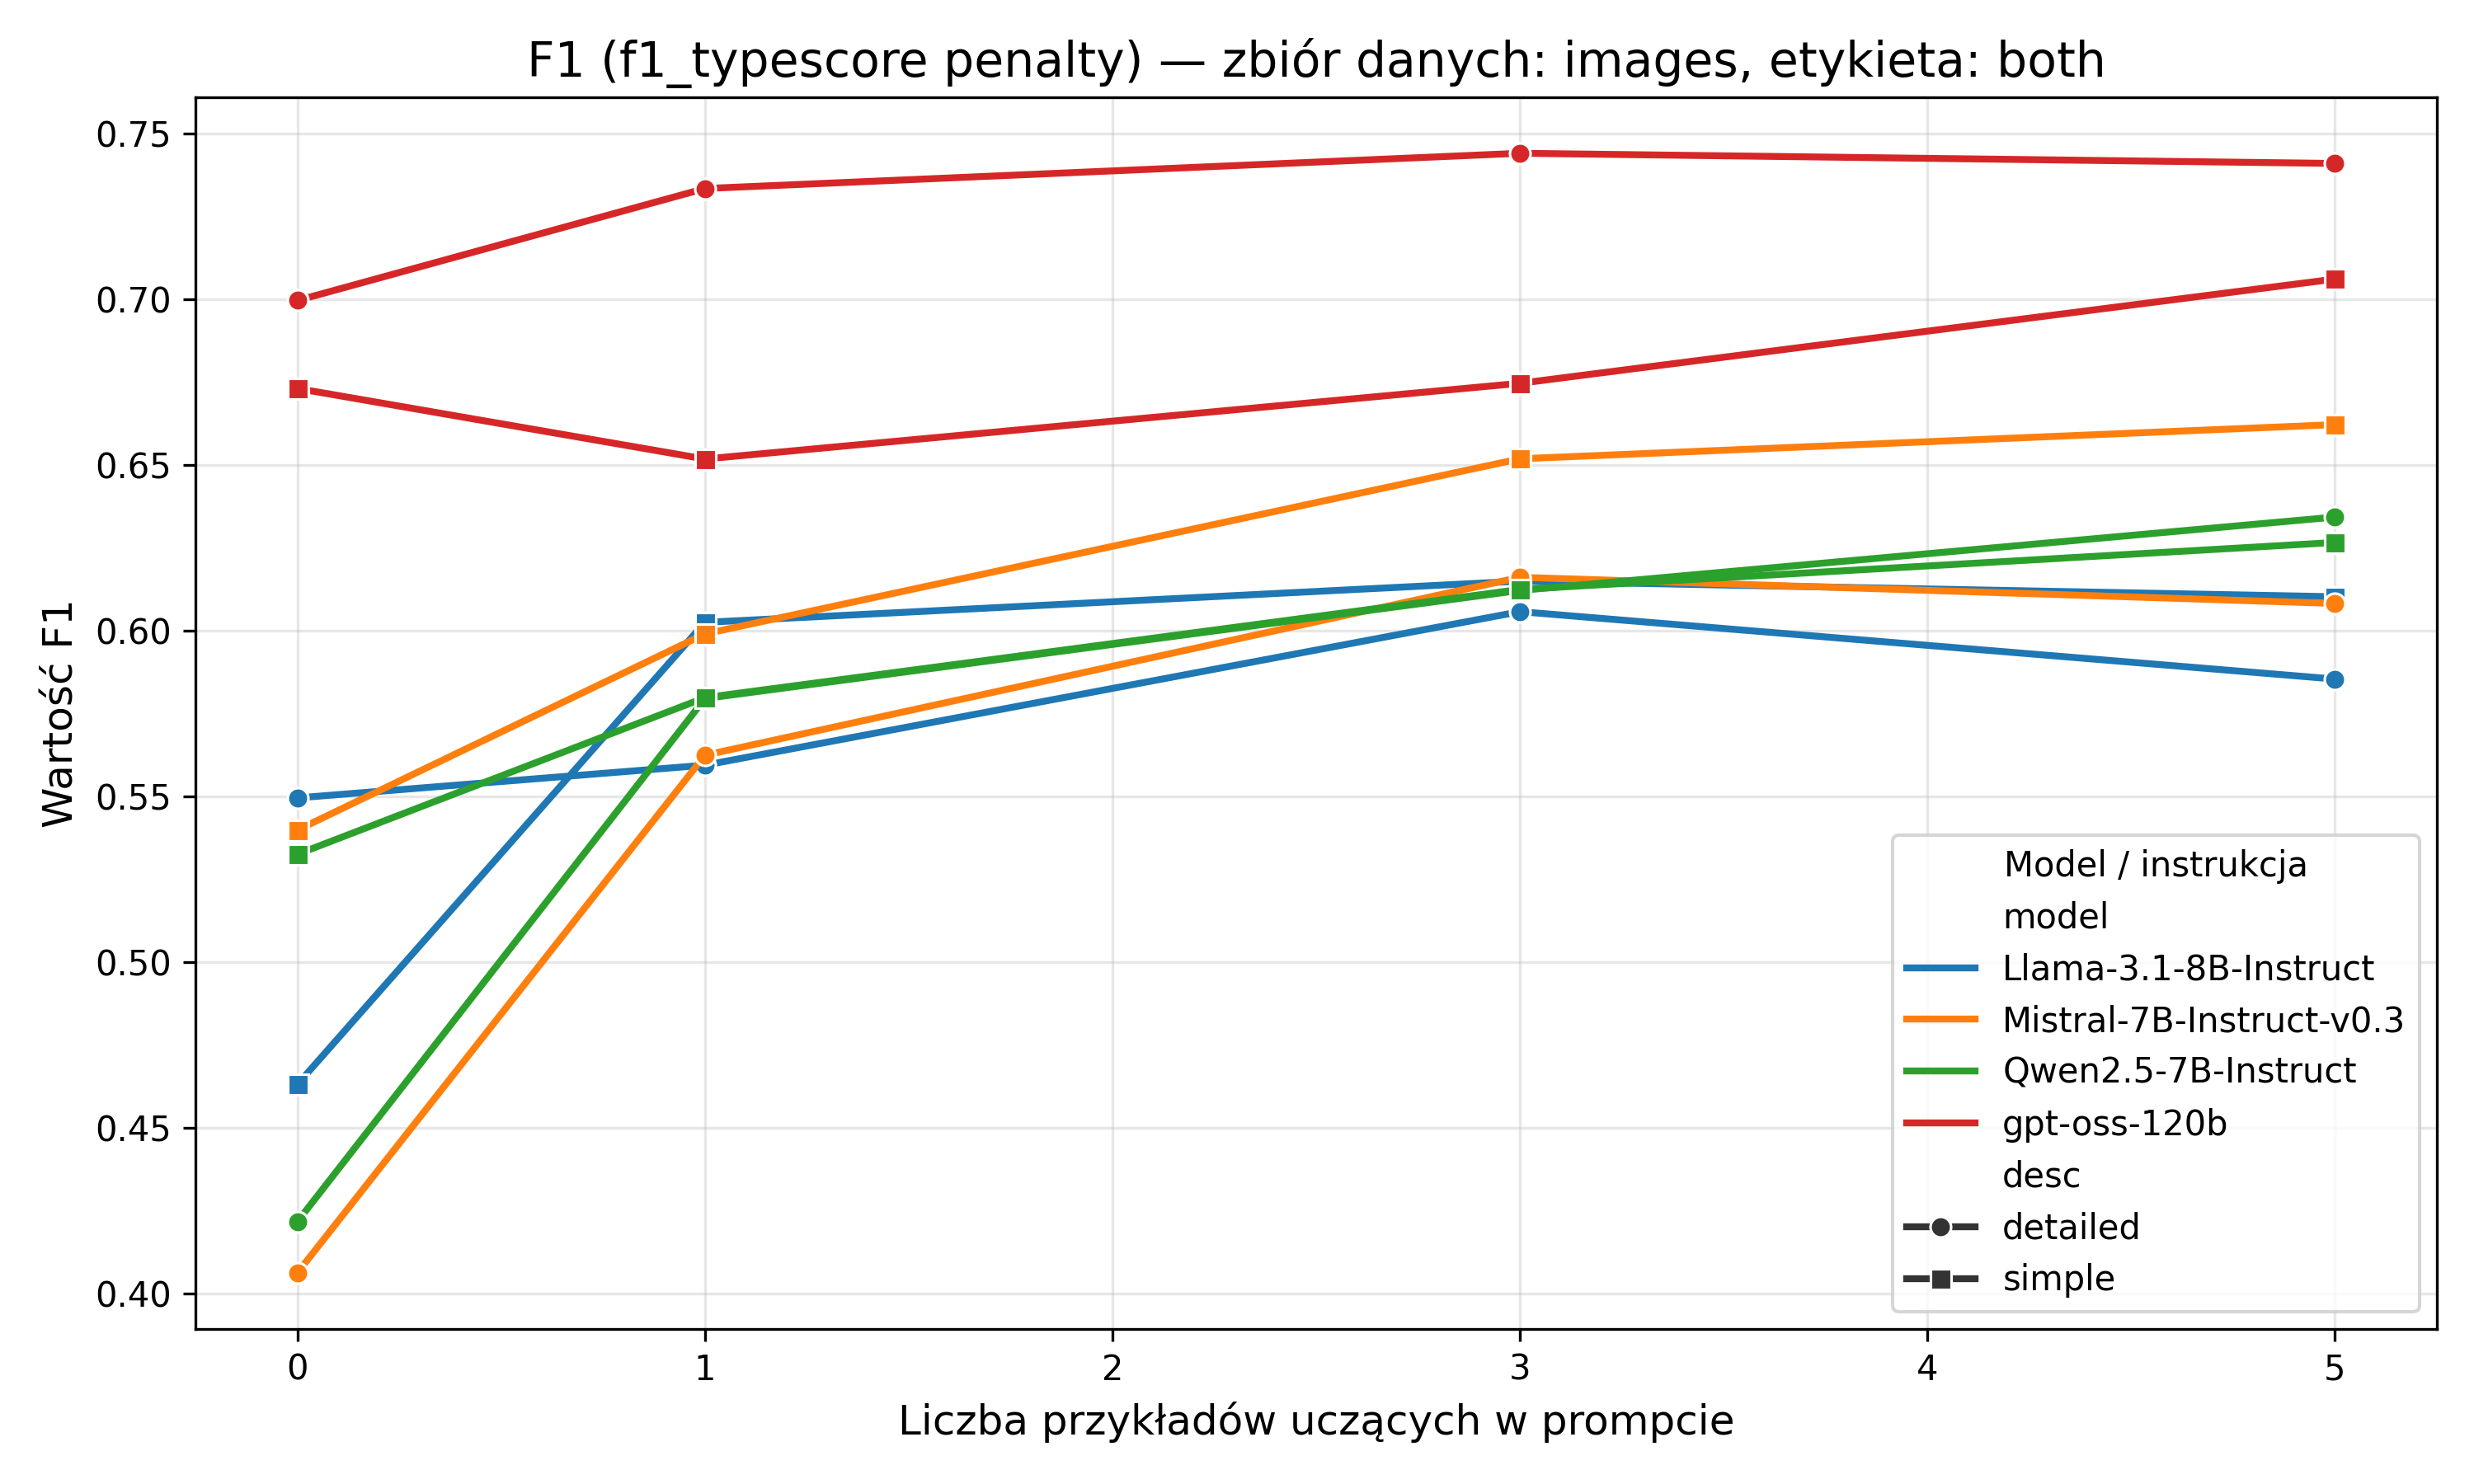 F1 (f1_typescore penalty) — zbiór danych: images, etykieta: both
Wartość F1
0.75
0.70
0.65
0.60
0.55
0.50
0.45
0.40
Model / instrukcja
model
Llama-3.1-8B-Instruct
Mistral-7B-Instruct-v0.3
Qwen2.5-7B-Instruct
gpt-oss-120b
desc
detailed
simple
0 1 2 3 4 5
Liczba przykładów uczących w prompcie